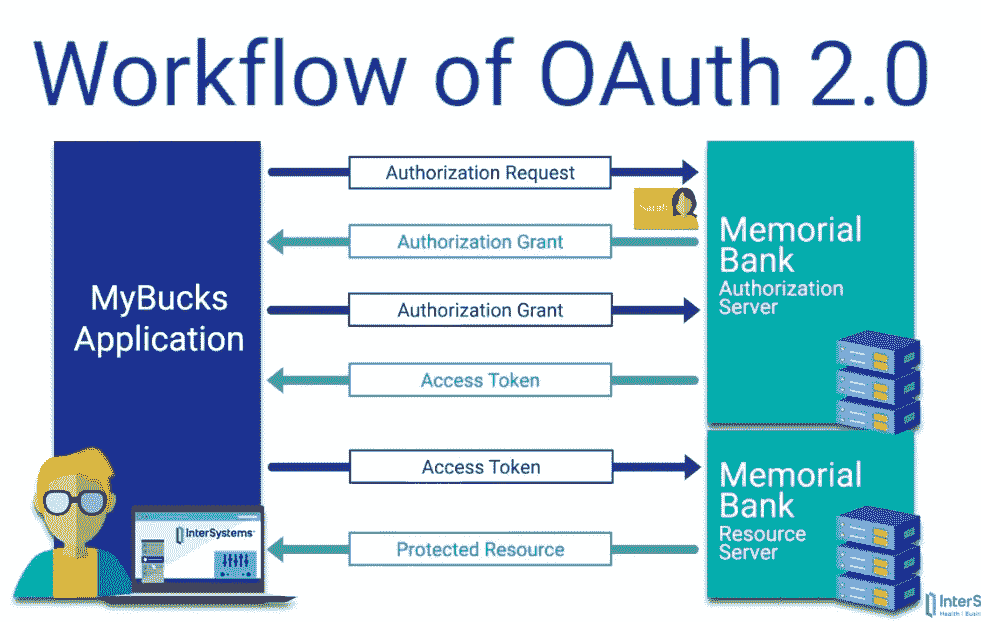 Workflow of OAuth 2.0
MyBucks
Application
Authorization Request
Sarah
Authorization Grant
Authorization Grant
Access Token
Access Token
Protected Resource
Memorial
Bank
Authorization
Server
Memorial
Bank
Resource
Server
InterSystems
InterS
Health | Busin